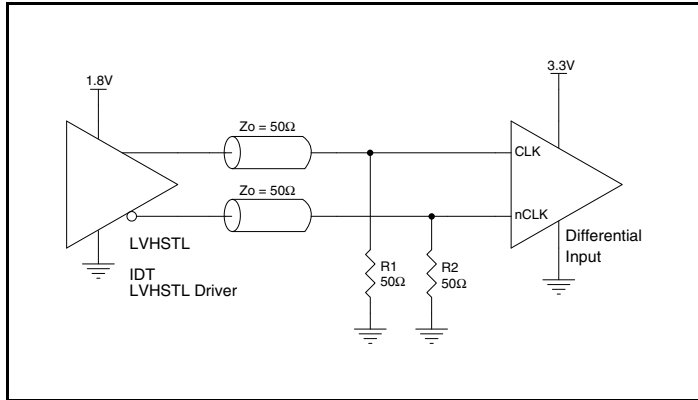 1.8V
3.3V
Zo = 50Ω
CLK
Zo = 50Ω
nCLK
LVHSTL
IDT
LVHSTL Driver
R1
50Ω
R2
50Ω
Differential
Input